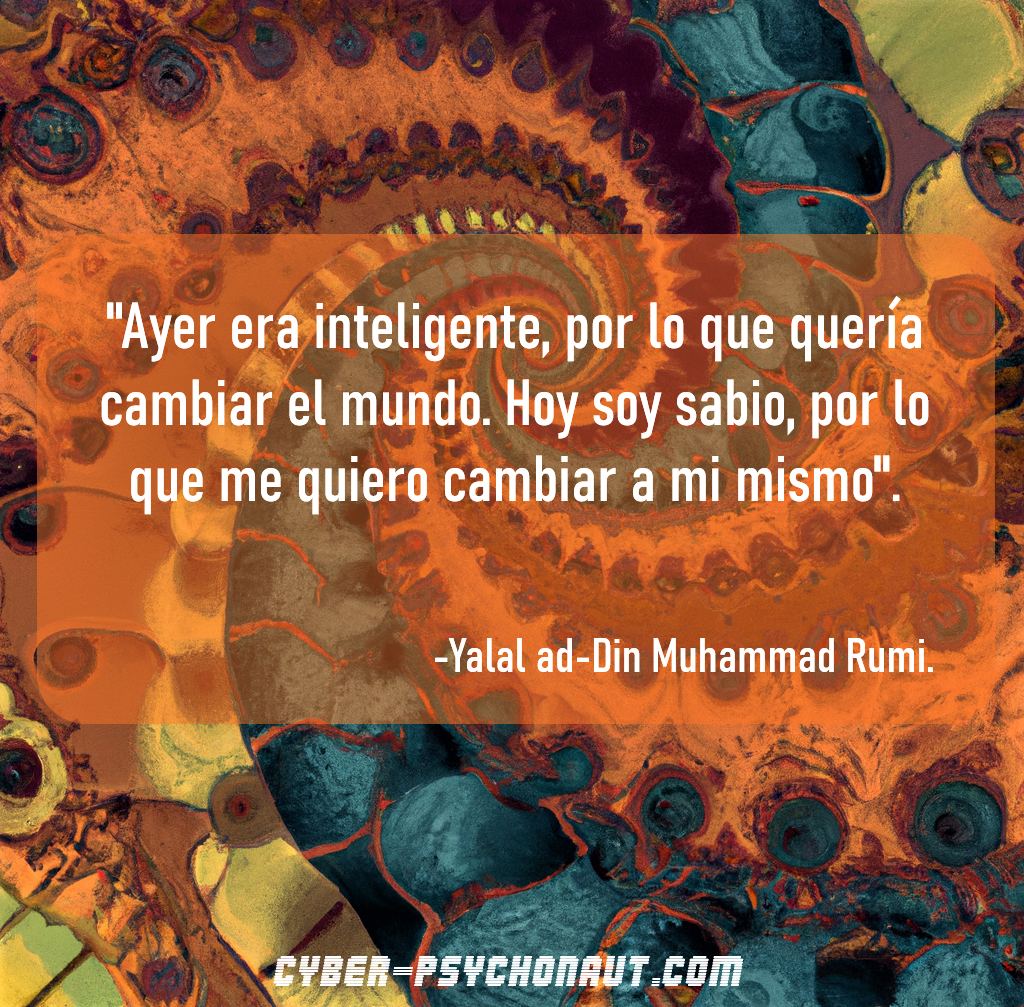 "Ayer era inteligente, por lo que quería
cambiar el mundo. Hoy soy sabio, por lo
que me quiero cambiar a mi mismo".
-Yalal ad-Din Muhammad Rumi.
CYBER-PSYCHONAUT.COM